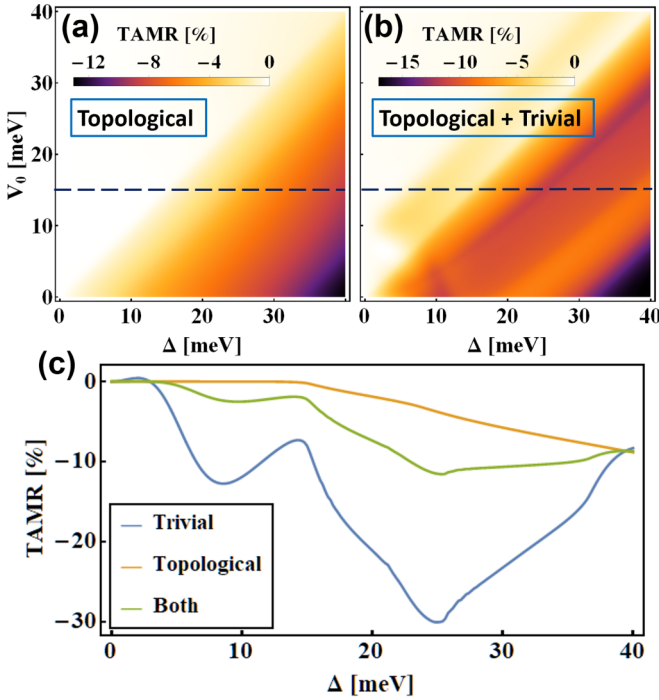 (a) TAMR [%]
−12 −8 −4 0
Topological
V₀ [meV]
40
30
20
10
0
0 10 20 30
Δ [meV]
(b) TAMR [%]
−15 −10 −5 0
Topological + Trivial
0 10 20 30 40
Δ [meV]
(c)
TAMR [%]
0
−10
−20
−30
Trivial
Topological
Both
0 10 20 30 40
Δ [meV]